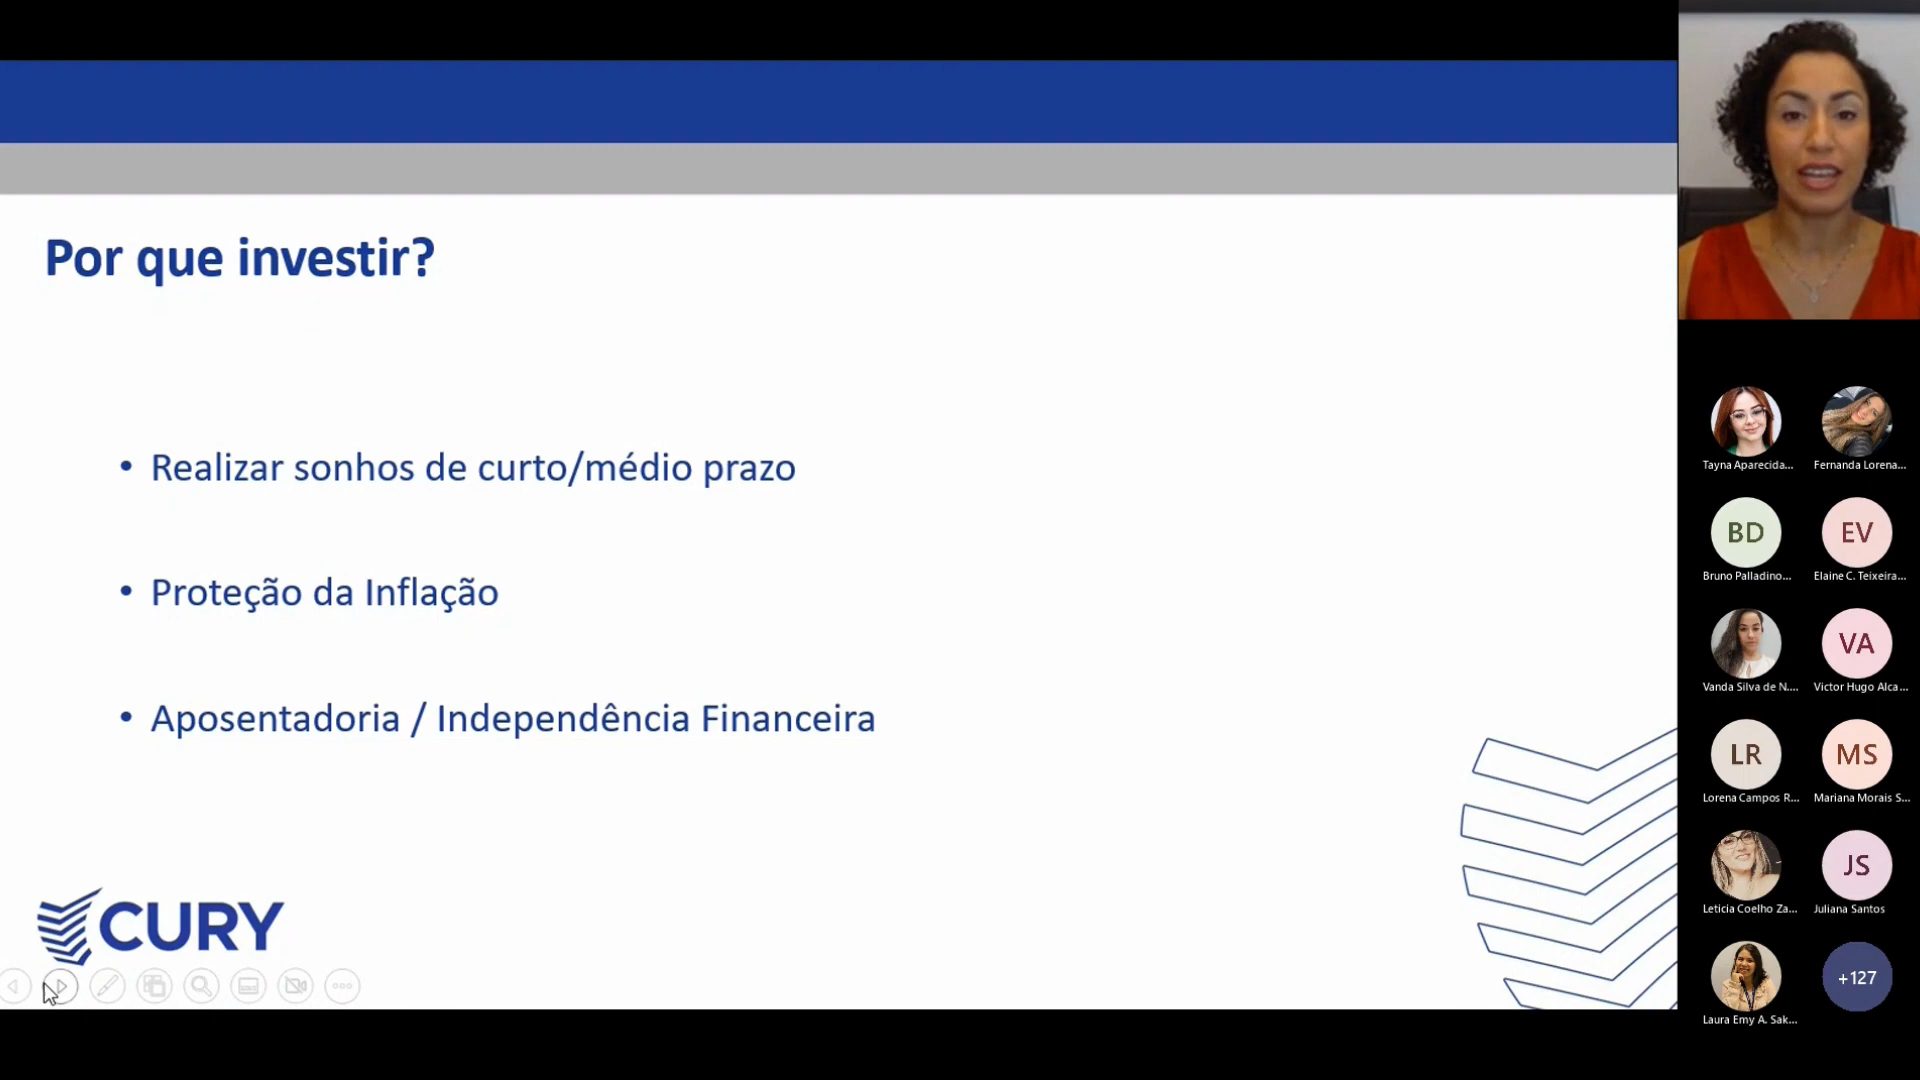 Por que investir?
• Realizar sonhos de curto/médio prazo
• Proteção da Inflação
• Aposentadoria / Independência Financeira
CURY
Tayna Aparecida...
Fernanda Lorena...
BD
EV
Bruno Palladino...
Elaine C. Teixeira...
VA
Vanda Silva de N....
Victor Hugo Alca...
LR
MS
Lorena Campos R...
Mariana Morais S...
JS
Leticia Coelho Za...
Juliana Santos
+127
Laura Emy A. Sak...